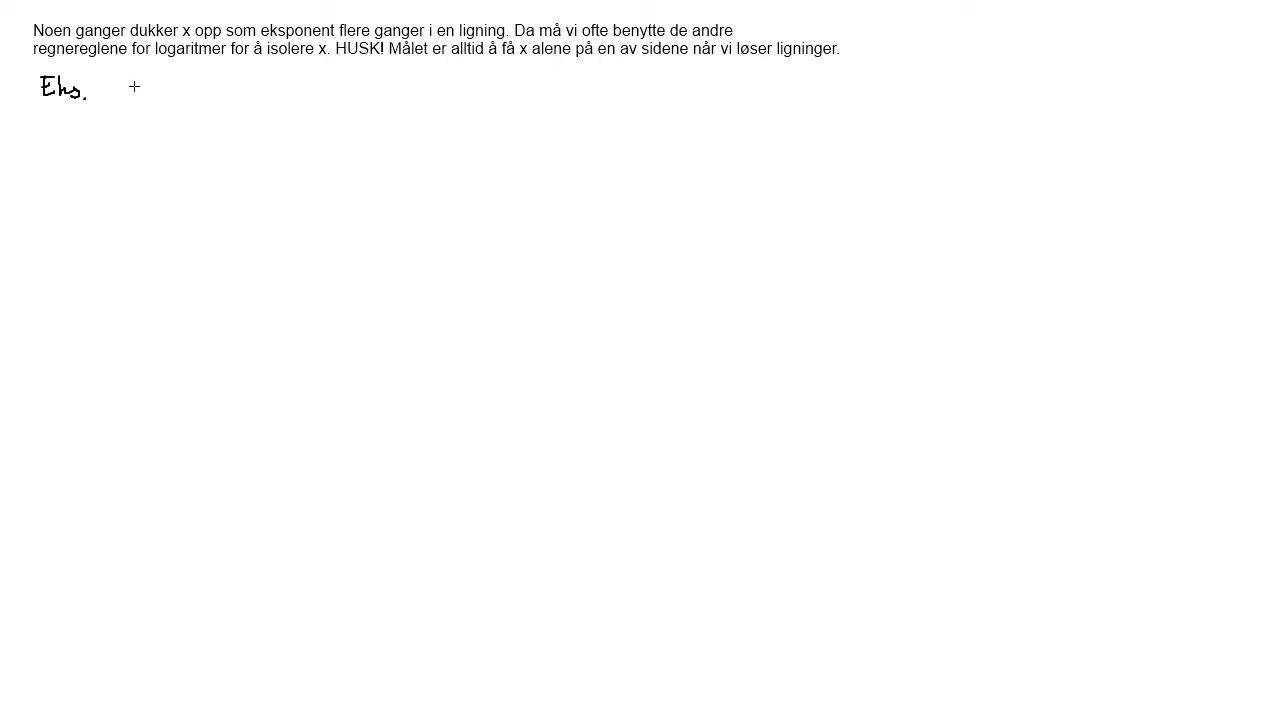 Noen ganger dukker x opp som eksponent flere ganger i en ligning. Da må vi ofte benytte de andre
regnereglene for logaritmer for å isolere x. HUSK! Målet er alltid å få x alene på en av sidene når vi løser ligninger.
Eks.